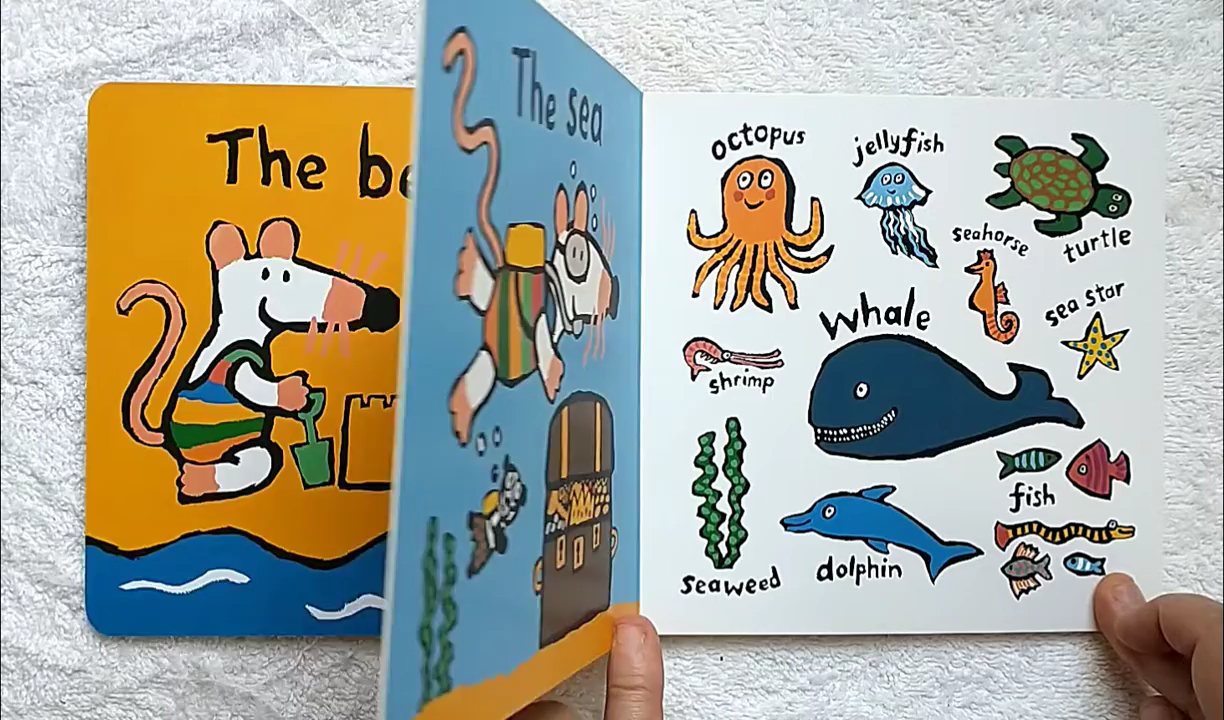 The be
The sea
octopus
jellyfish
turtle
seahorse
sea star
whale
shrimp
fish
seaweed
dolphin